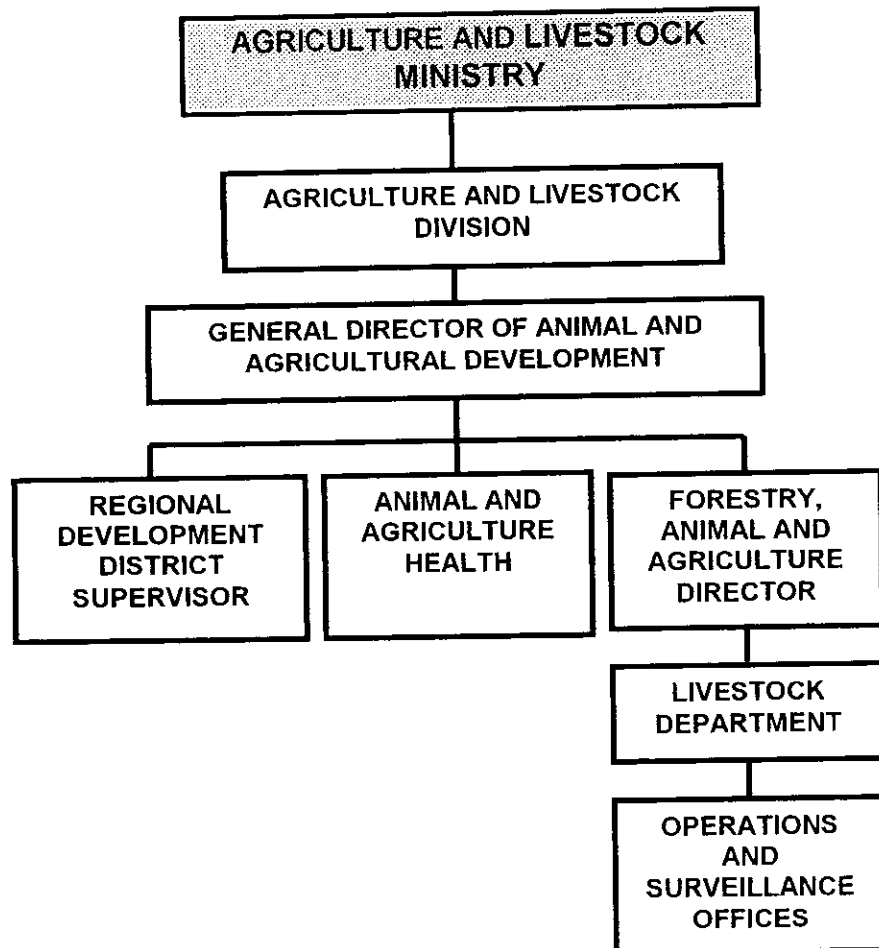 AGRICULTURE AND LIVESTOCK
MINISTRY
AGRICULTURE AND LIVESTOCK
DIVISION
GENERAL DIRECTOR OF ANIMAL AND
AGRICULTURAL DEVELOPMENT
REGIONAL
DEVELOPMENT
DISTRICT
SUPERVISOR
ANIMAL AND
AGRICULTURE
HEALTH
FORESTRY,
ANIMAL AND
AGRICULTURE
DIRECTOR
LIVESTOCK
DEPARTMENT
OPERATIONS
AND
SURVEILLANCE
OFFICES